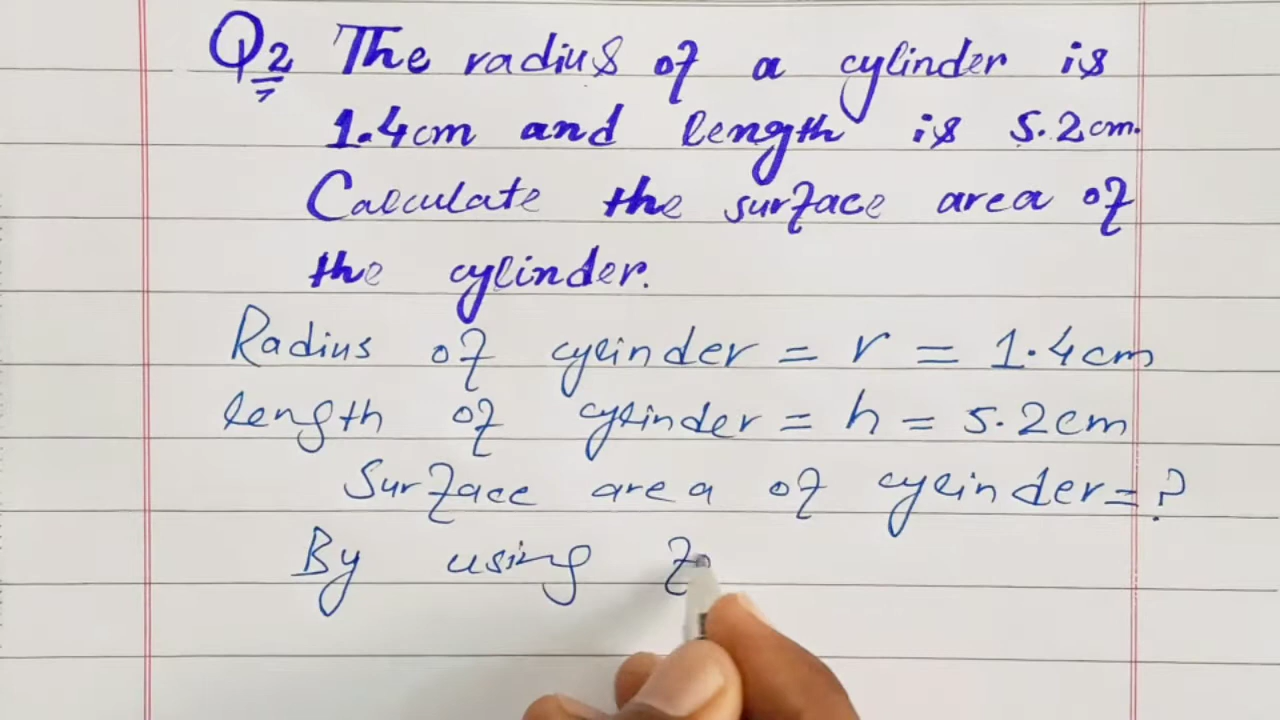 Q2 The radius of a cylinder is
1.4cm and length is 5.2cm.
Calculate the surface area of
the cylinder.
Radius of cylinder = r = 1.4cm
length of cylinder = h = 5.2cm
Surface area of cylinder = ?
By using